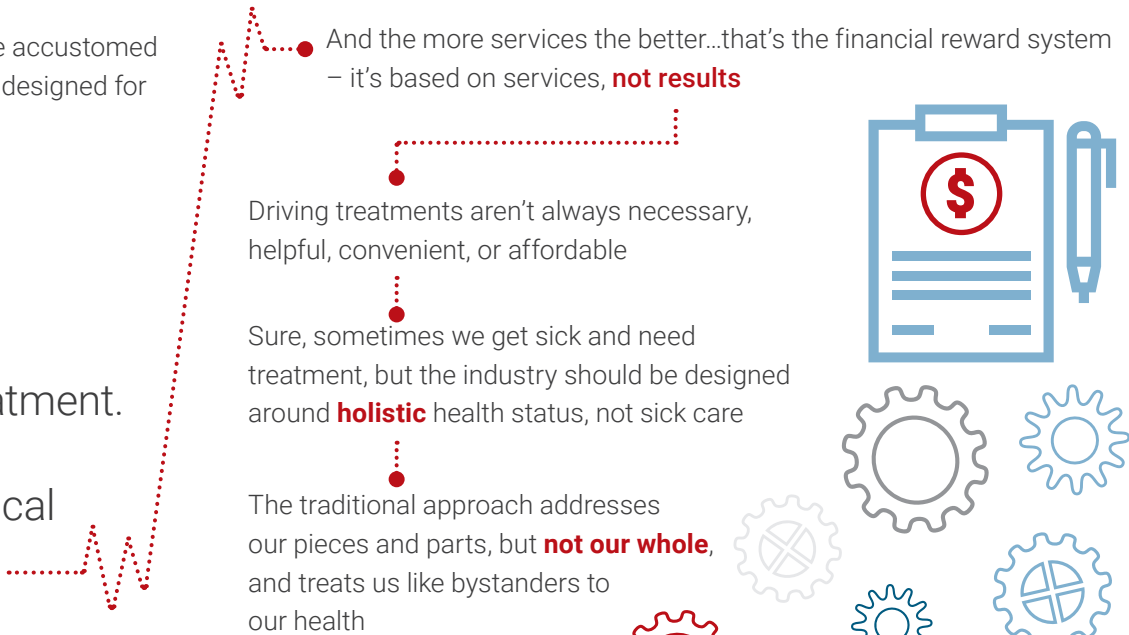 e accustomed
designed for
atment.
cal
And the more services the better…that's the financial reward system
– it's based on services, not results
$
Driving treatments aren't always necessary,
helpful, convenient, or affordable
Sure, sometimes we get sick and need
treatment, but the industry should be designed
around holistic health status, not sick care
The traditional approach addresses
our pieces and parts, but not our whole,
and treats us like bystanders to
our health